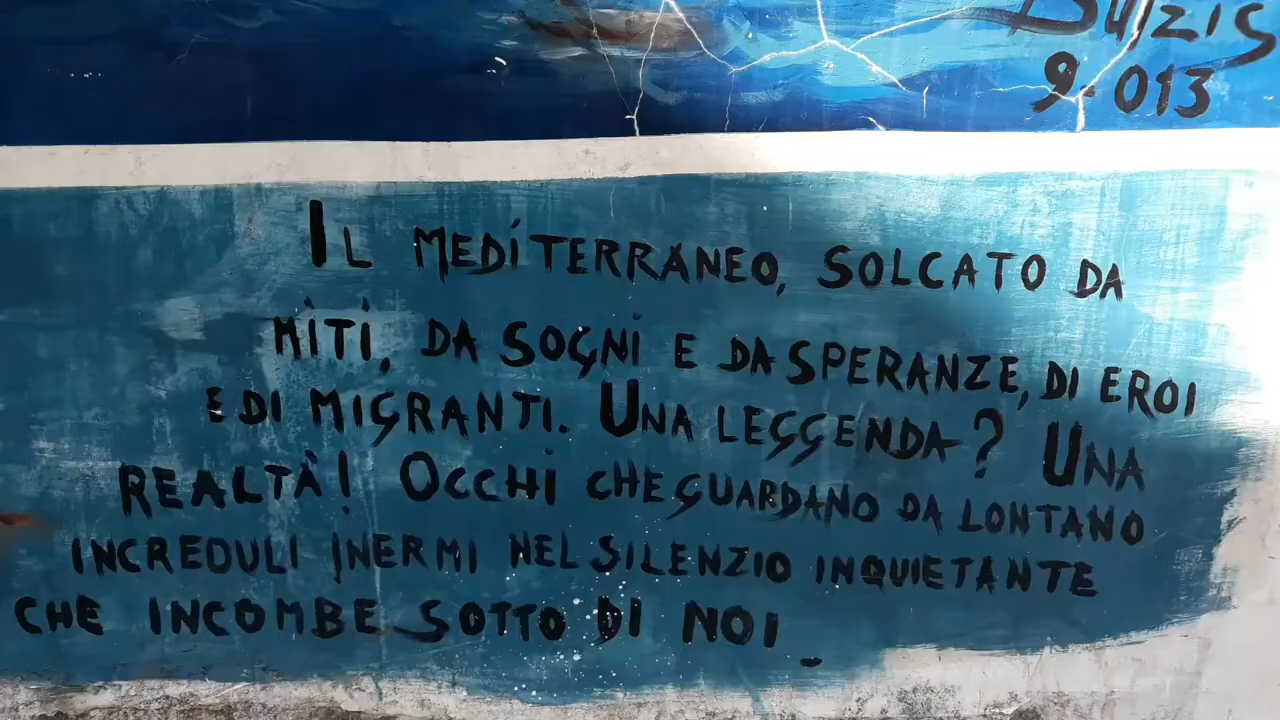 Dulzis
9.013
IL MEDITERRANEO, SOLCATO DA
MITI, DA SOGNI E DA SPERANZE, DI EROI
E DI MIGRANTI. UNA LEGGENDA? UNA
REALTÀ! OCCHI CHE GUARDANO DA LONTANO
INCREDULI INERMI NEL SILENZIO INQUIETANTE
CHE INCOMBE SOTTO DI NOI